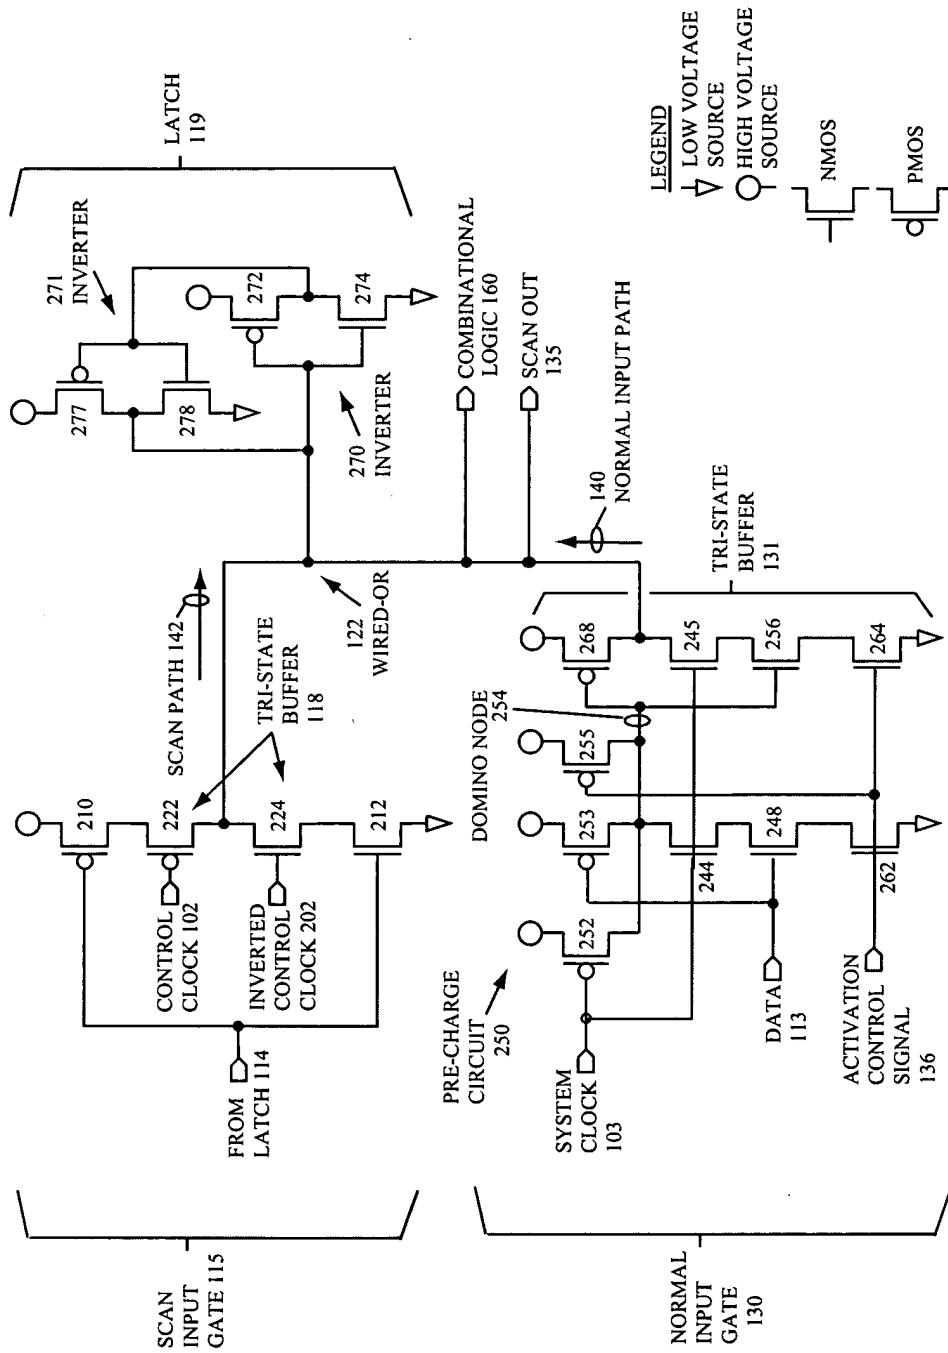 SCAN
INPUT
GATE 115
FROM
LATCH 114
CONTROL
CLOCK 102
INVERTED
CONTROL
CLOCK 202
210
222
224
212
TRI-STATE
BUFFER
118
SCAN PATH 142
122
WIRED-OR
271
INVERTER
277
278
272
274
270
INVERTER
LATCH
119
COMBINATIONAL
LOGIC 160
SCAN OUT
135
140
NORMAL INPUT PATH
NORMAL
INPUT
GATE
130
PRE-CHARGE
CIRCUIT
250
SYSTEM
CLOCK
103
DATA
113
ACTIVATION
CONTROL
SIGNAL
136
252
253
255
244
248
262
DOMINO NODE
254
268
245
256
264
TRI-STATE
BUFFER
131
LEGEND
LOW VOLTAGE
SOURCE
HIGH VOLTAGE
SOURCE
NMOS
PMOS